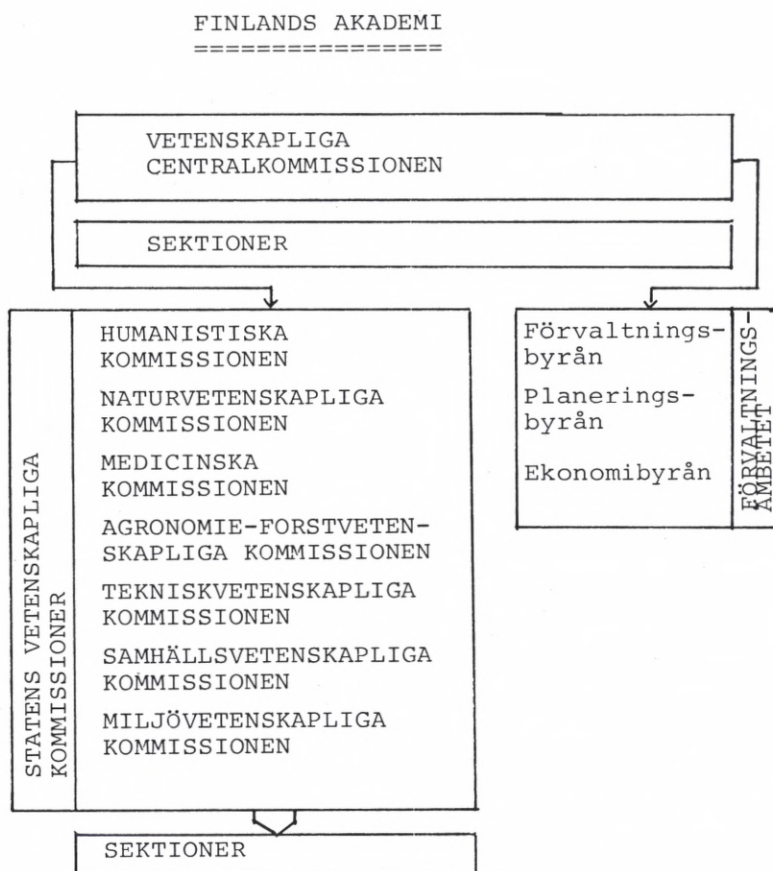 FINLANDS AKADEMI
================
VETENSKAPLIGA
CENTRALKOMMISSIONEN
SEKTIONER
STATENS VETENSKAPLIGA
KOMMISSIONER
HUMANISTISKA
KOMMISSIONEN
NATURVETENSKAPLIGA
KOMMISSIONEN
MEDICINSKA
KOMMISSIONEN
AGRONOMIE-FORSTVETEN-
SKAPLIGA KOMMISSIONEN
TEKNISKVETENSKAPLIGA
KOMMISSIONEN
SAMHÄLLSVETENSKAPLIGA
KOMMISSIONEN
MILJÖVETENSKAPLIGA
KOMMISSIONEN
Förvaltnings-
byrån
Planerings-
byrån
Ekonomibyrån
FÖRVALTNINGS-
ÄMBETET
SEKTIONER